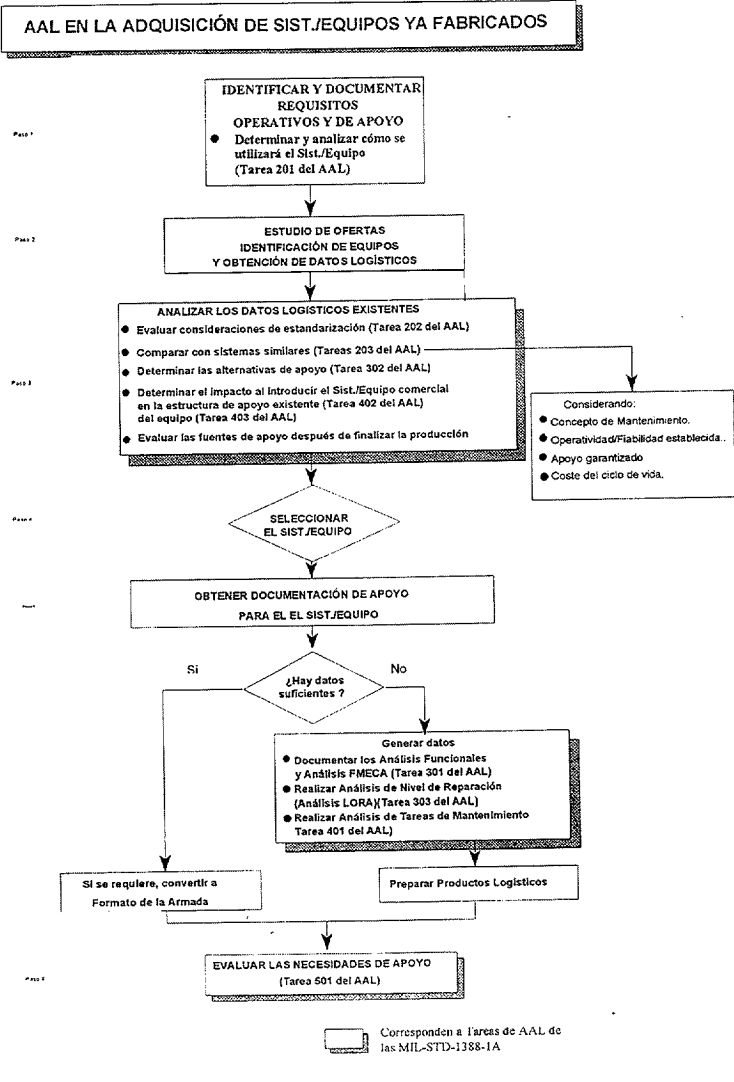 AAL EN LA ADQUISICIÓN DE SIST./EQUIPOS YA FABRICADOS
Paso 1
IDENTIFICAR Y DOCUMENTAR
REQUISITOS
OPERATIVOS Y DE APOYO
● Determinar y analizar cómo se
utilizará el Sist./Equipo
(Tarea 201 del AAL)
Paso 2
ESTUDIO DE OFERTAS
IDENTIFICACIÓN DE EQUIPOS
Y OBTENCIÓN DE DATOS LOGÍSTICOS
Paso 3
ANALIZAR LOS DATOS LOGÍSTICOS EXISTENTES
● Evaluar consideraciones de estandarización (Tarea 202 del AAL)
● Comparar con sistemas similares (Tareas 203 del AAL)
● Determinar las alternativas de apoyo (Tarea 302 del AAL)
● Determinar el impacto al introducir el Sist./Equipo comercial
en la estructura de apoyo existente (Tarea 402 del AAL)
del equipo (Tarea 403 del AAL)
● Evaluar las fuentes de apoyo después de finalizar la producción
Considerando:
● Concepto de Mantenimiento.
● Operatividad/Fiabilidad establecida..
● Apoyo garantizado
● Coste del ciclo de vida.
Paso 4
SELECCIONAR
EL SIST./EQUIPO
OBTENER DOCUMENTACIÓN DE APOYO
PARA EL EL SIST./EQUIPO
Si
No
¿Hay datos
suficientes ?
Generar datos
● Documentar los Análisis Funcionales
y Análisis FMECA (Tarea 301 del AAL)
● Realizar Análisis de Nivel de Reparación
(Análisis LORA)(Tarea 303 del AAL)
● Realizar Análisis de Tareas de Mantenimiento
Tarea 401 del AAL)
Si se requiere, convertir a
Formato de la Armada
Preparar Productos Logísticos
Paso
EVALUAR LAS NECESIDADES DE APOYO
(Tarea 501 del AAL)
Corresponden a Tareas de AAL de
las MIL-STD-1388-1A